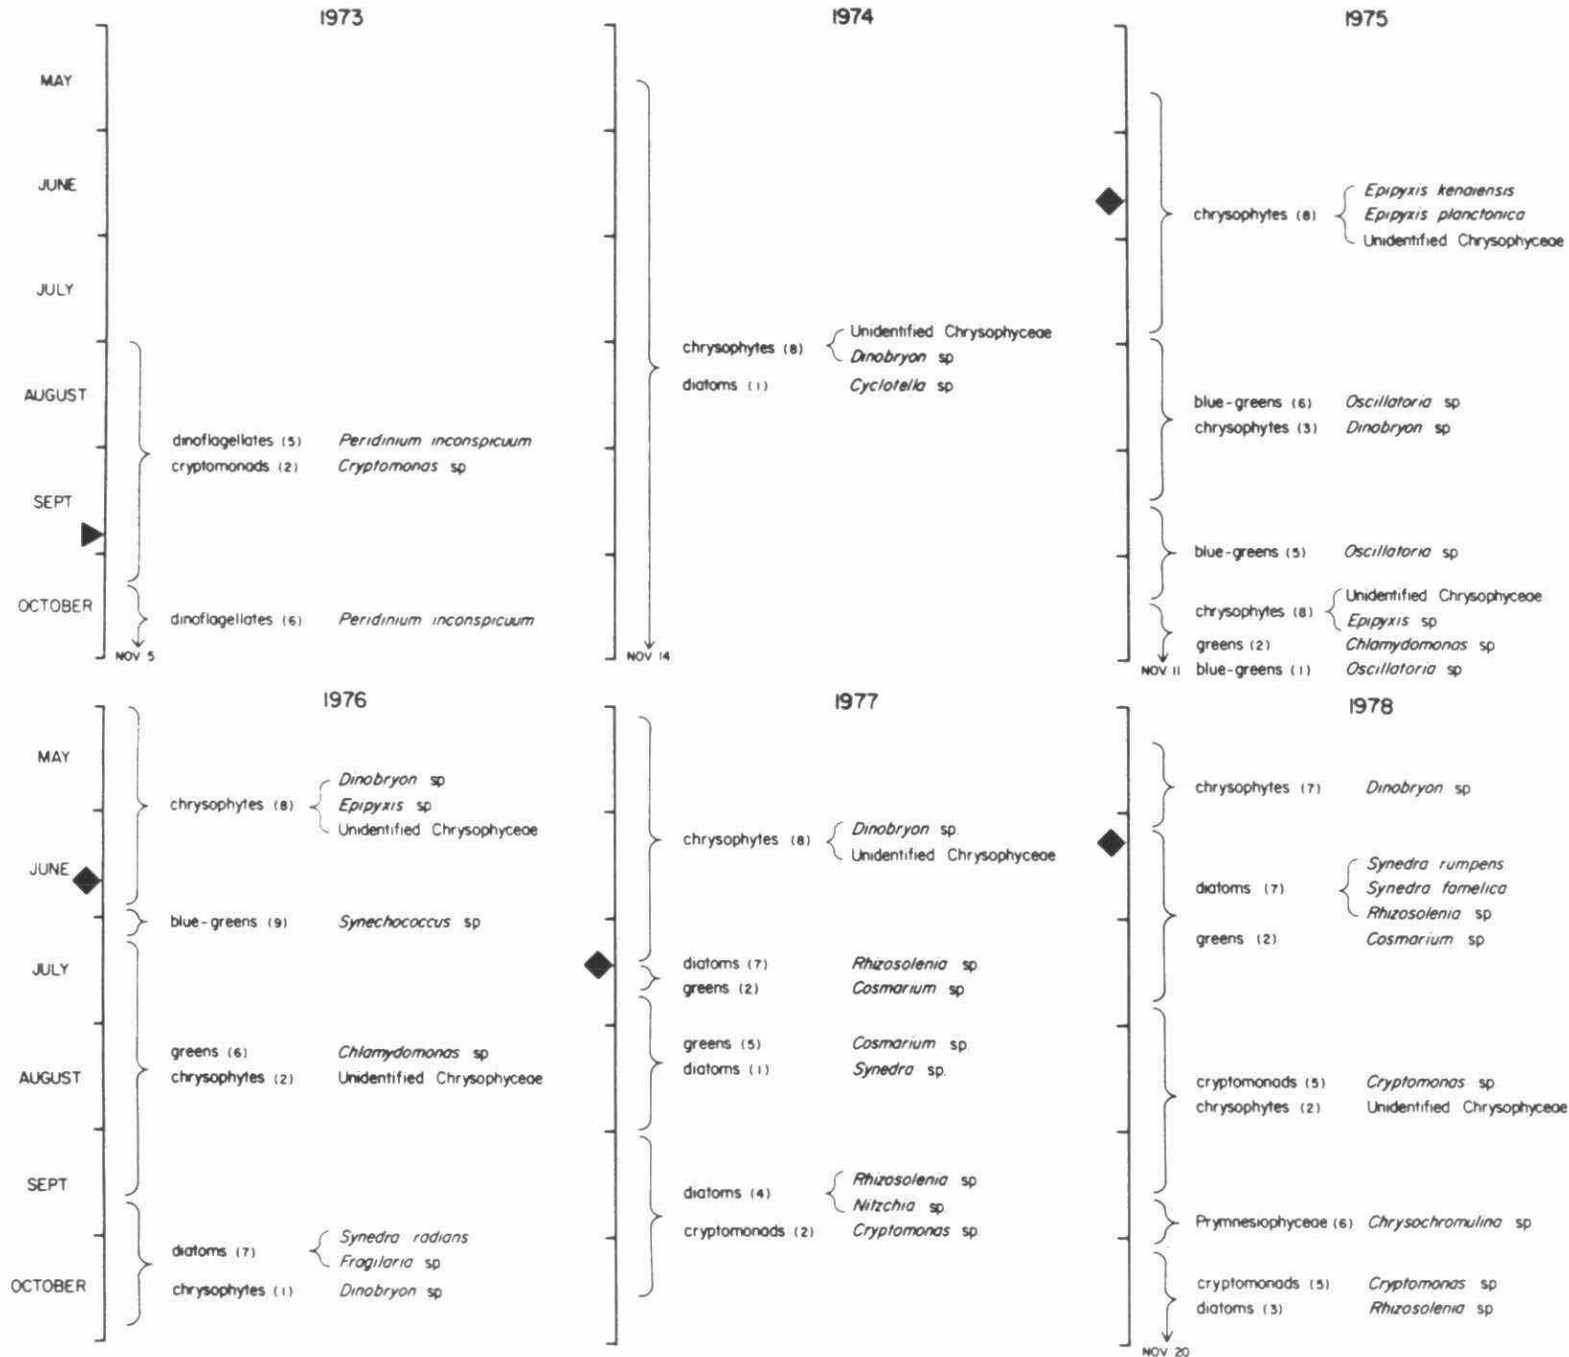 1973
MAY
JUNE
JULY
AUGUST
SEPT
OCTOBER
dinoflagellates (5) Peridinium inconspicuum
cryptomonads (2) Cryptomonas sp
dinoflagellates (6) Peridinium inconspicuum
NOV 5
1974
chrysophytes (8) Unidentified Chrysophyceae
Dinobryon sp
diatoms (1) Cyclotella sp
NOV 14
1975
Epipyxis kenaiensis
chrysophytes (8) Epipyxis planctonica
Unidentified Chrysophyceae
blue-greens (6) Oscillatoria sp
chrysophytes (3) Dinobryon sp
blue-greens (5) Oscillatoria sp
chrysophytes (8) Unidentified Chrysophyceae
Epipyxis sp
greens (2) Chlamydomonas sp
NOV 11 blue-greens (1) Oscillatoria sp
1976
MAY
JUNE
JULY
AUGUST
SEPT
OCTOBER
Dinobryon sp
chrysophytes (8) Epipyxis sp
Unidentified Chrysophyceae
blue-greens (9) Synechococcus sp
greens (6) Chlamydomonas sp
chrysophytes (2) Unidentified Chrysophyceae
diatoms (7) Synedra radians
Fragilaria sp
chrysophytes (1) Dinobryon sp
1977
chrysophytes (8) Dinobryon sp.
Unidentified Chrysophyceae
diatoms (7) Rhizosolenia sp
greens (2) Cosmarium sp
greens (5) Cosmarium sp.
diatoms (1) Synedra sp.
diatoms (4) Rhizosolenia sp
Nitzchia sp.
cryptomonads (2) Cryptomonas sp.
1978
chrysophytes (7) Dinobryon sp
Synedra rumpens
diatoms (7) Synedra famelica
Rhizosolenia sp
greens (2) Cosmarium sp
cryptomonads (5) Cryptomonas sp.
chrysophytes (2) Unidentified Chrysophyceae
Prymnesiophyceae (6) Chrysochromulina sp
cryptomonads (5) Cryptomonas sp
diatoms (3) Rhizosolenia sp
NOV 20